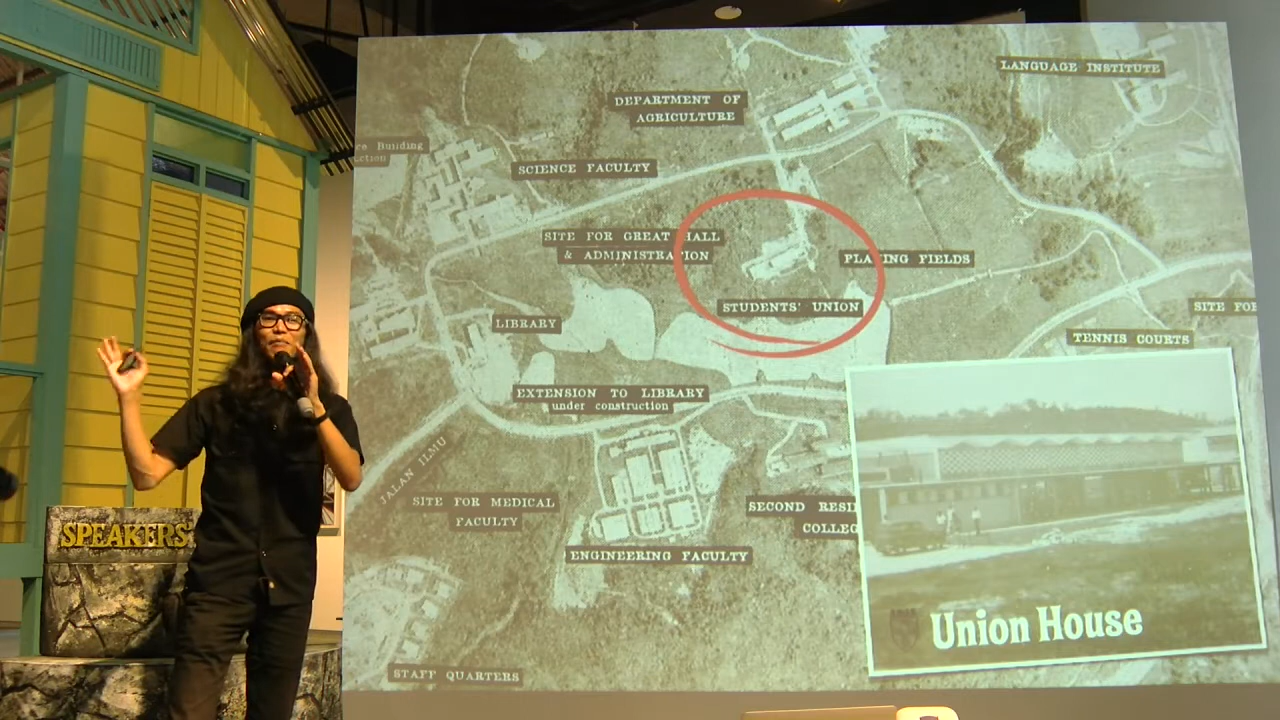 LANGUAGE INSTITUTE
DEPARTMENT OF
AGRICULTURE
Building
SCIENCE FACULTY
SITE FOR GREAT HALL
& ADMINISTRATION
PLAYING FIELDS
STUDENTS' UNION
SITE FOR
LIBRARY
TENNIS COURTS
EXTENSION TO LIBRARY
under construction
JALAN ILMU
SITE FOR MEDICAL
FACULTY
SECOND RESI
COLLEG
ENGINEERING FACULTY
STAFF QUARTERS
Union House
SPEAKERS'